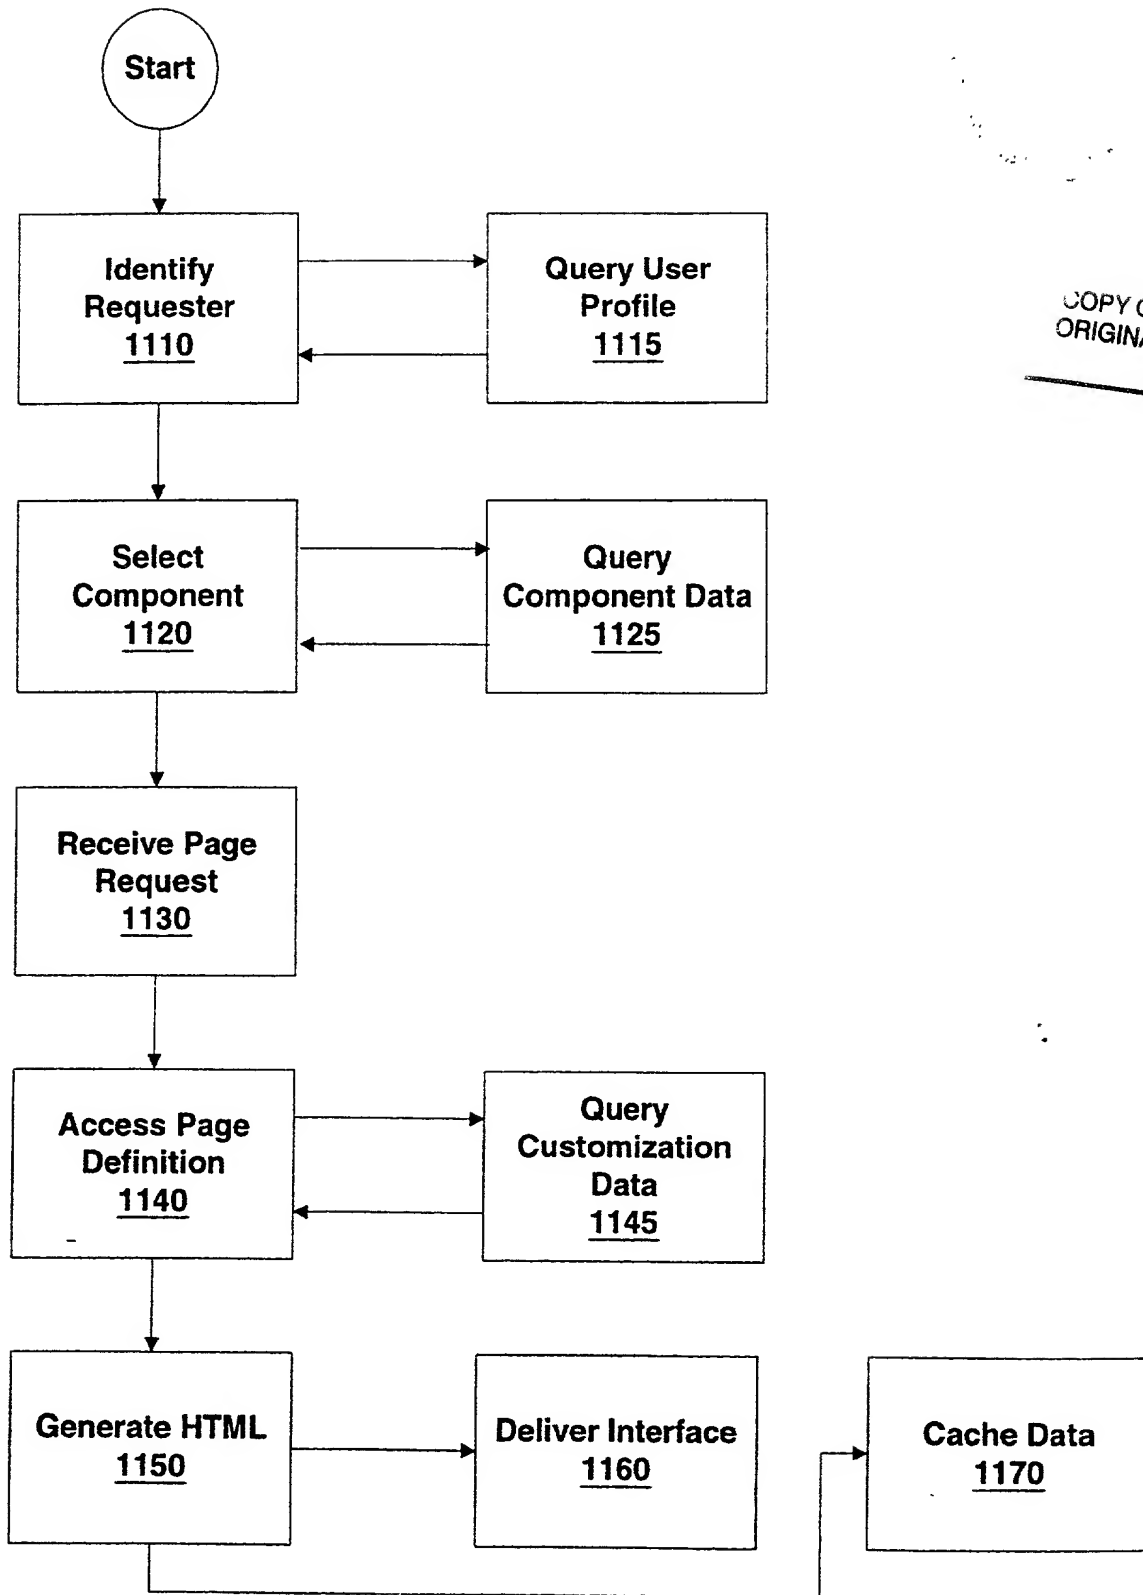 Start
Identify
Requester
1110
Query User
Profile
1115
COPY
Select
Component
1120
Query
Component Data
1125
Receive Page
Request
1130
Access Page
Definition
1140
Query
Customization
Data
1145
Generate HTML
1150
Deliver Interface
1160
Cache Data
1170